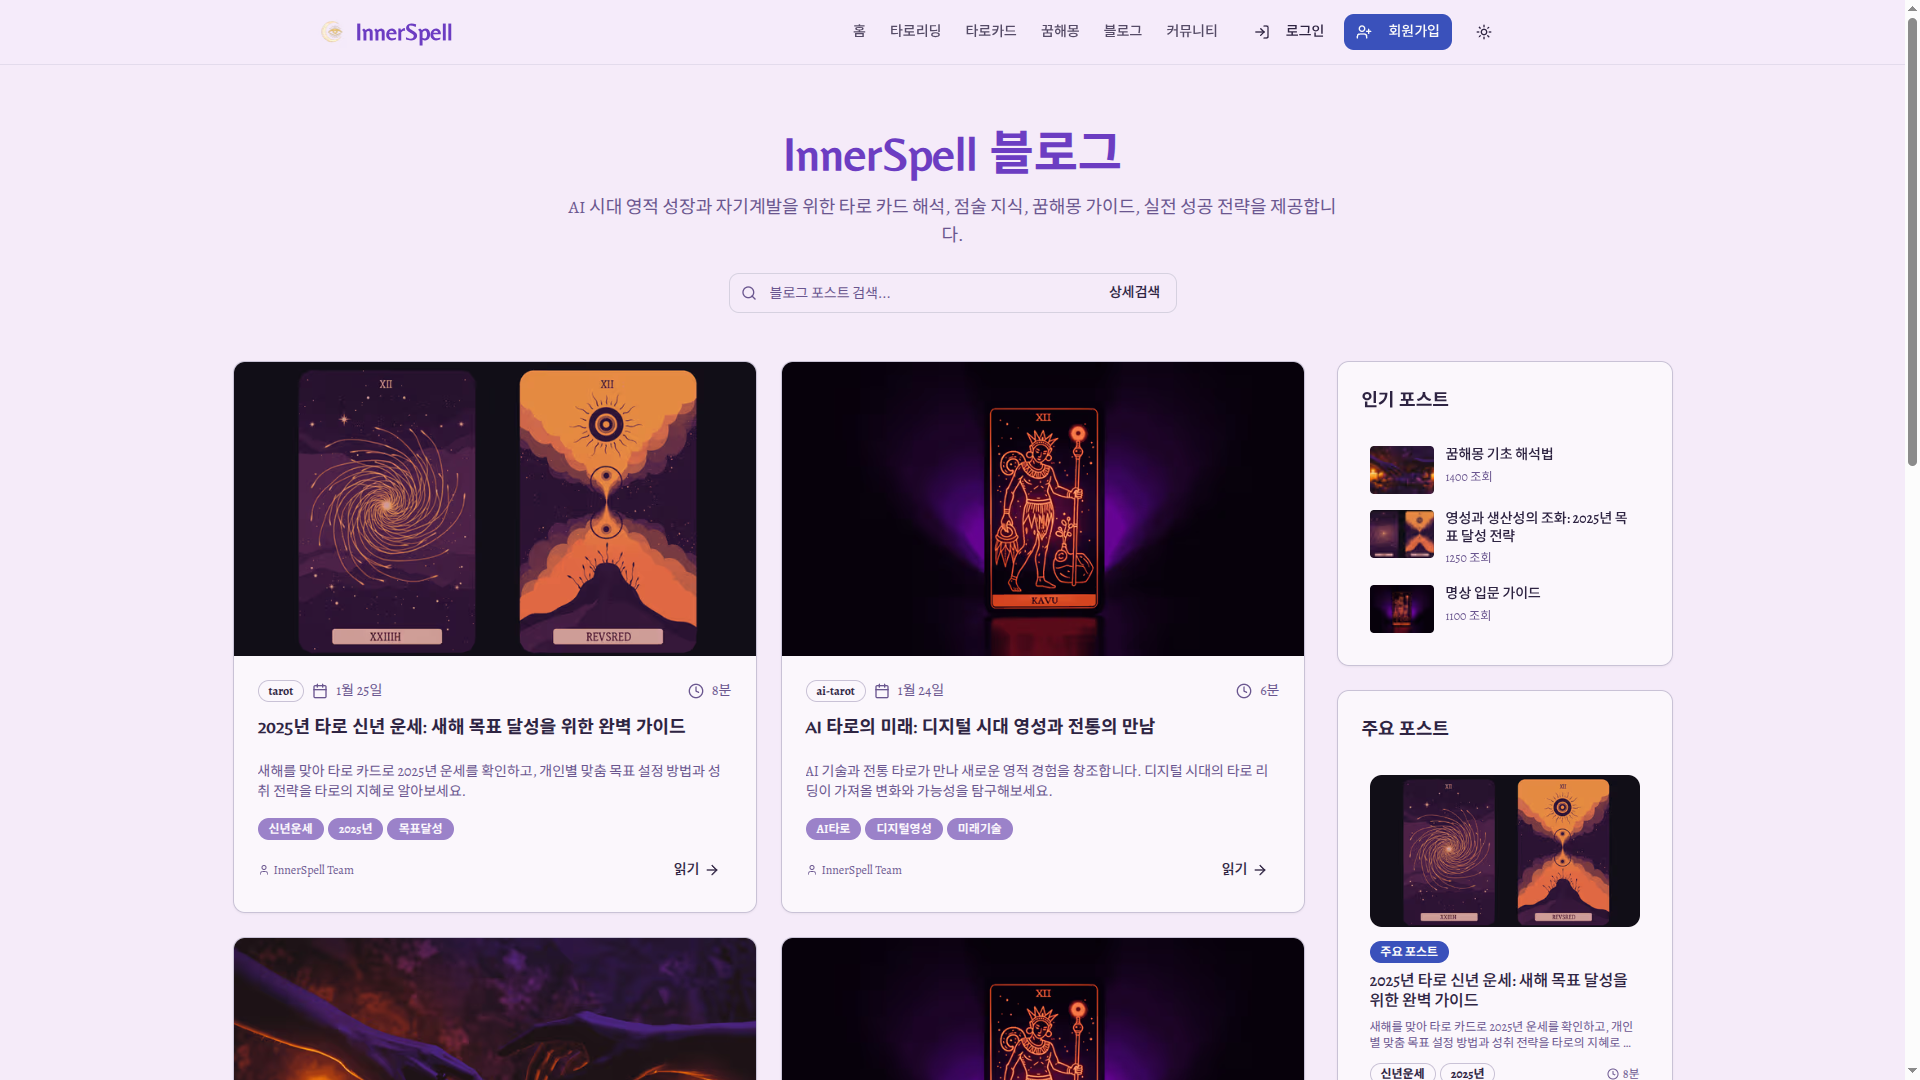 InnerSpell
홈 타로리딩 타로카드 꿈해몽 블로그 커뮤니티 로그인 회원가입
InnerSpell 블로그
AI 시대 영적 성장과 자기계발을 위한 타로 카드 해석, 점술 지식, 꿈해몽 가이드, 실전 성공 전략을 제공합니
다.
블로그 포스트 검색... 상세검색
XII XII
XXIIIH REVSRED
tarot 1월 25일 8분
2025년 타로 신년 운세: 새해 목표 달성을 위한 완벽 가이드
새해를 맞아 타로 카드로 2025년 운세를 확인하고, 개인별 맞춤 목표 설정 방법과 성
취 전략을 타로의 지혜로 알아보세요.
신년운세 2025년 목표달성
InnerSpell Team 읽기
XII
KAVU
ai-tarot 1월 24일 6분
AI 타로의 미래: 디지털 시대 영성과 전통의 만남
AI 기술과 전통 타로가 만나 새로운 영적 경험을 창조합니다. 디지털 시대의 타로 리
딩이 가져올 변화와 가능성을 탐구해보세요.
AI타로 디지털영성 미래기술
InnerSpell Team 읽기
XII
인기 포스트
꿈해몽 기초 해석법
1400 조회
영성과 생산성의 조화: 2025년 목
표 달성 전략
1250 조회
명상 입문 가이드
1100 조회
주요 포스트
XII XII
XXIIIH REVSRED
주요 포스트
2025년 타로 신년 운세: 새해 목표 달성을
위한 완벽 가이드
새해를 맞아 타로 카드로 2025년 운세를 확인하고, 개인
별 맞춤 목표 설정 방법과 성취 전략을 타로의 지혜로 ...
신년운세 2025년 8분